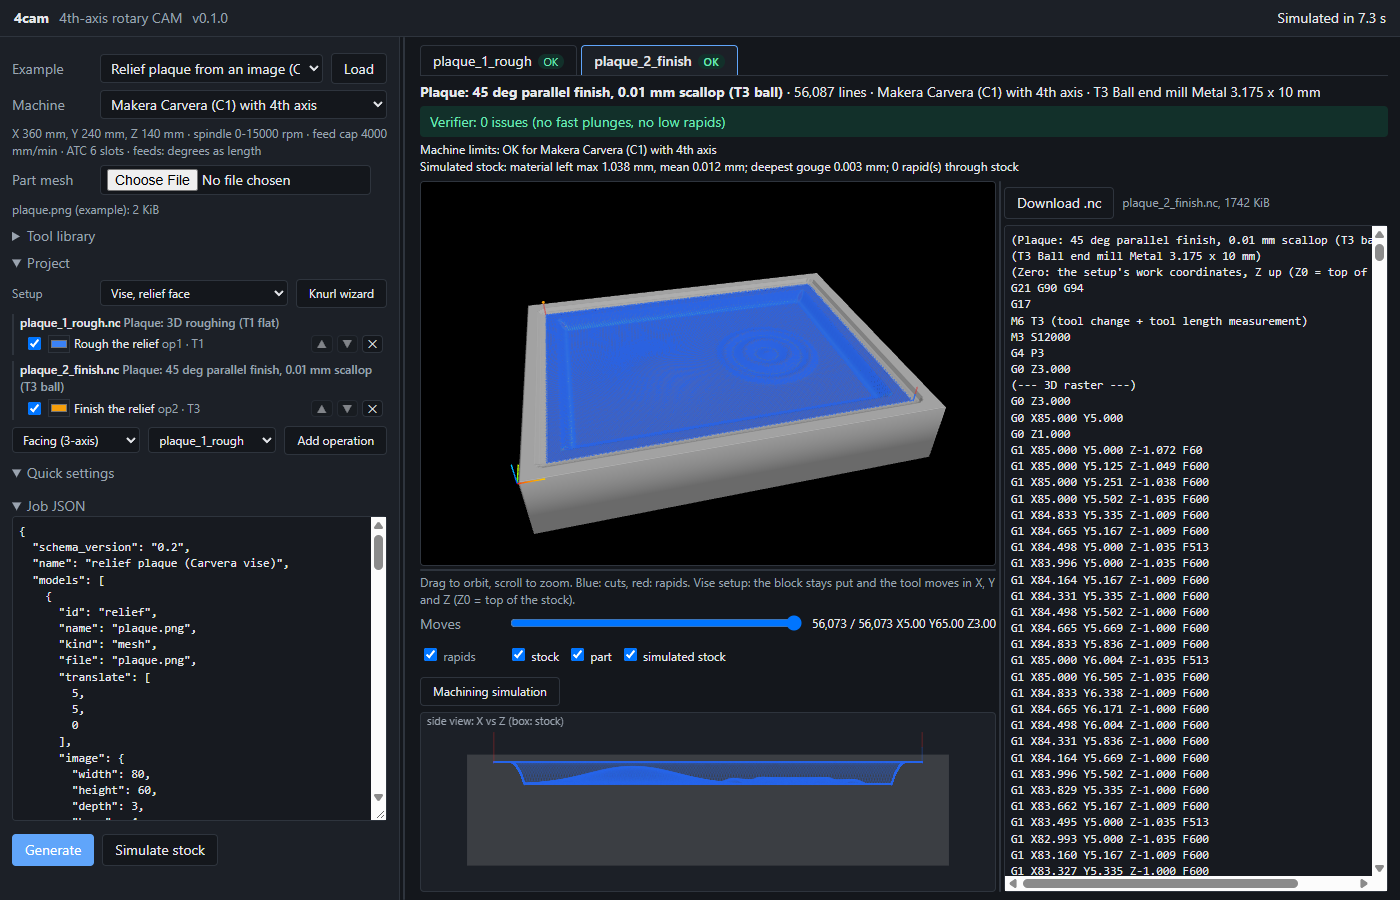 4cam 4th-axis rotary CAM v0.1.0
Simulated in 7.3 s
Example
Relief plaque from an image (C
Load
Machine
Makera Carvera (C1) with 4th axis
X 360 mm, Y 240 mm, Z 140 mm · spindle 0-15000 rpm · feed cap 4000
mm/min · ATC 6 slots · feeds: degrees as length
Part mesh
Choose File No file chosen
plaque.png (example): 2 KiB
▶ Tool library
▼ Project
Setup
Vise, relief face
Knurl wizard
plaque_1_rough.nc Plaque: 3D roughing (T1 flat)
Rough the relief op1 · T1
plaque_2_finish.nc Plaque: 45 deg parallel finish, 0.01 mm scallop
(T3 ball)
Finish the relief op2 · T3
Facing (3-axis)
plaque_1_rough
Add operation
▼ Quick settings
▼ Job JSON
{
"schema_version": "0.2",
"name": "relief plaque (Carvera vise)",
"models": [
{
"id": "relief",
"name": "plaque.png",
"kind": "mesh",
"file": "plaque.png",
"translate": [
5,
5,
0
],
"image": {
"width": 80,
"height": 60,
"depth": 3,
Generate
Simulate stock
plaque_1_rough OK
plaque_2_finish OK
Plaque: 45 deg parallel finish, 0.01 mm scallop (T3 ball) · 56,087 lines · Makera Carvera (C1) with 4th axis · T3 Ball end mill Metal 3.175 x 10 mm
Verifier: 0 issues (no fast plunges, no low rapids)
Machine limits: OK for Makera Carvera (C1) with 4th axis
Simulated stock: material left max 1.038 mm, mean 0.012 mm; deepest gouge 0.003 mm; 0 rapid(s) through stock
Drag to orbit, scroll to zoom. Blue: cuts, red: rapids. Vise setup: the block stays put and the tool moves in X, Y
and Z (Z0 = top of the stock).
Moves
56,073 / 56,073 X5.00 Y65.00 Z3.00
rapids
stock
part
simulated stock
Machining simulation
side view: X vs Z (box: stock)
Download .nc
plaque_2_finish.nc, 1742 KiB
(Plaque: 45 deg parallel finish, 0.01 mm scallop (T3 ba
(T3 Ball end mill Metal 3.175 x 10 mm)
(Zero: the setup's work coordinates, Z up (Z0 = top of
G21 G90 G94
G17
M6 T3 (tool change + tool length measurement)
M3 S12000
G4 P3
G0 Z3.000
(--- 3D raster ---)
G0 Z3.000
G0 X85.000 Y5.000
G0 Z1.000
G1 X85.000 Y5.000 Z-1.072 F60
G1 X85.000 Y5.125 Z-1.049 F600
G1 X85.000 Y5.251 Z-1.038 F600
G1 X85.000 Y5.502 Z-1.035 F600
G1 X84.833 Y5.335 Z-1.009 F600
G1 X84.665 Y5.167 Z-1.009 F600
G1 X84.498 Y5.000 Z-1.035 F513
G1 X83.996 Y5.000 Z-1.035 F600
G1 X84.164 Y5.167 Z-1.009 F600
G1 X84.331 Y5.335 Z-1.000 F600
G1 X84.498 Y5.502 Z-1.000 F600
G1 X84.665 Y5.669 Z-1.000 F600
G1 X84.833 Y5.836 Z-1.009 F600
G1 X85.000 Y6.004 Z-1.035 F513
G1 X85.000 Y6.505 Z-1.035 F600
G1 X84.833 Y6.338 Z-1.009 F600
G1 X84.665 Y6.171 Z-1.000 F600
G1 X84.498 Y6.004 Z-1.000 F600
G1 X84.331 Y5.836 Z-1.000 F600
G1 X84.164 Y5.669 Z-1.000 F600
G1 X83.996 Y5.502 Z-1.000 F600
G1 X83.829 Y5.335 Z-1.000 F600
G1 X83.662 Y5.167 Z-1.009 F600
G1 X83.495 Y5.000 Z-1.035 F513
G1 X82.993 Y5.000 Z-1.035 F600
G1 X83.160 Y5.167 Z-1.009 F600
G1 X83.327 Y5.335 Z-1.000 F600